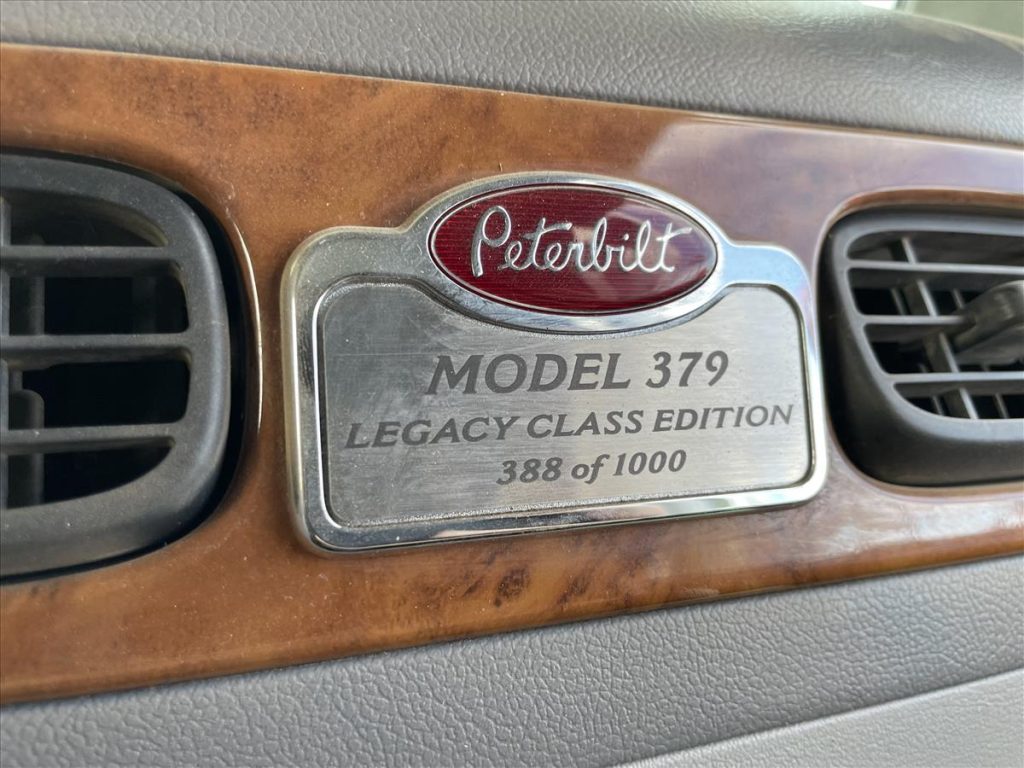 Peterbilt
MODEL 379
LEGACY CLASS EDITION
388 of 1000